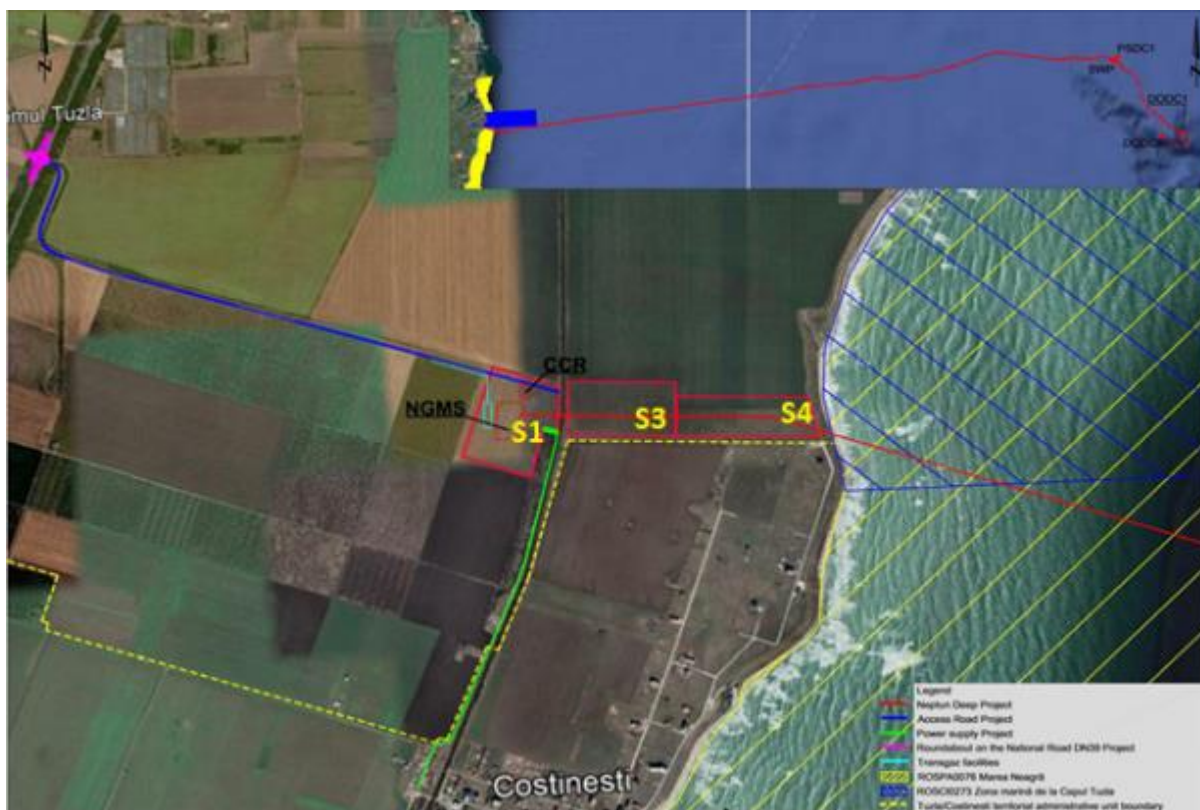 omul Tuzla
PSDC1
SWP
DODC1
CCR
NGMS
S1
S3
S4
Costinesti
Legend
Neptun Deep Project
Access Road Project
Power supply Project
Roundabout on the National Road DN39 Project
Transgaz facilities
ROSPA0076 Marea Neagră
ROSCI0273 Zona marină de la Capul Tuzla
Tuzla/Costinesti territorial administrative unit boundary